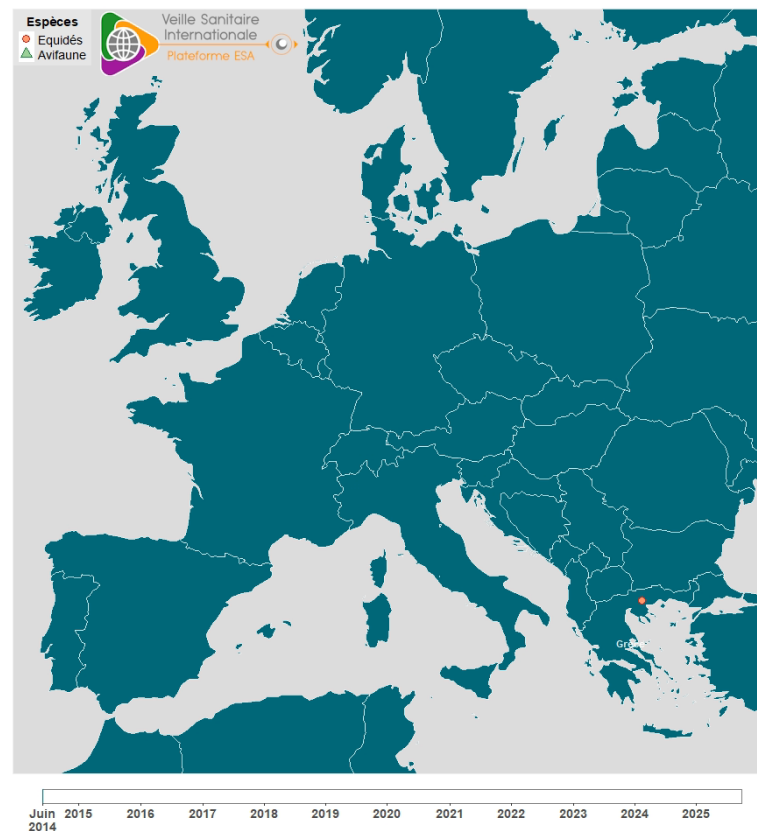 Espèces
Equidés
Avifaune
Veille Sanitaire
Internationale
Plateforme ESA
Grèce
Juin
2014
2015
2016
2017
2018
2019
2020
2021
2022
2023
2024
2025